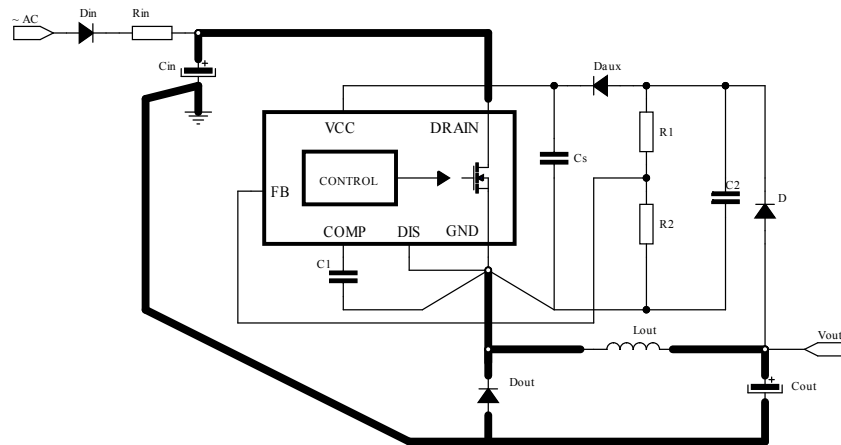 ~ AC
Din
Rin
Cin
+
Daux
VCC
DRAIN
R1
Cs
C2
D
CONTROL
FB
R2
COMP
DIS
GND
C1
Lout
Vout
Dout
+
Cout